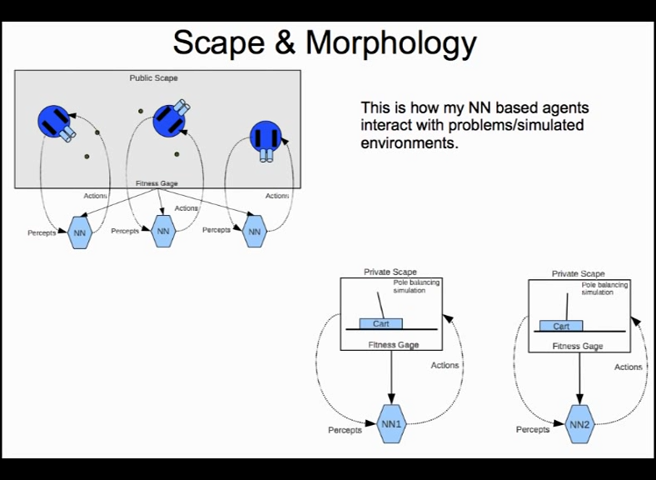 Scape & Morphology
Public Scape
This is how my NN based agents
interact with problems/simulated
environments.
Fitness Gage
Actions
Actions
Actions
Percepts
NN
Percepts
NN
Percepts
NN
Private Scape
Pole balancing
simulation
Cart
Fitness Gage
Actions
Percepts
NN1
Private Scape
Pole balancing
simulation
Cart
Fitness Gage
Actions
Percepts
NN2